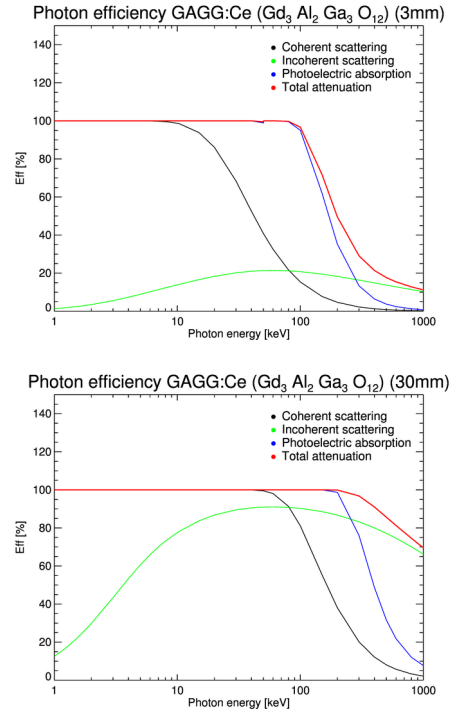 Photon efficiency GAGG:Ce (Gd3 Al2 Ga3 O12) (3mm)
140
120
100
80
60
40
20
0
Eff [%]
Coherent scattering
Incoherent scattering
Photoelectric absorption
Total attenuation
1
10
100
1000
Photon energy [keV]
Photon efficiency GAGG:Ce (Gd3 Al2 Ga3 O12) (30mm)
140
120
100
80
60
40
20
0
Eff [%]
Coherent scattering
Incoherent scattering
Photoelectric absorption
Total attenuation
1
10
100
1000
Photon energy [keV]